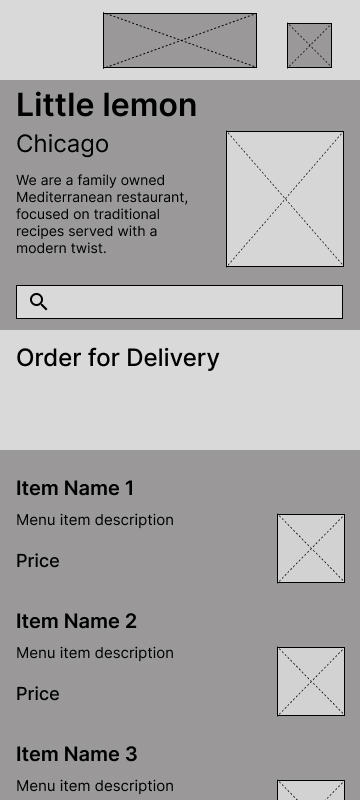 Little lemon
Chicago
We are a family owned
Mediterranean restaurant,
focused on traditional
recipes served with a
modern twist.
Order for Delivery
Item Name 1
Menu item description
Price
Item Name 2
Menu item description
Price
Item Name 3
Menu item description